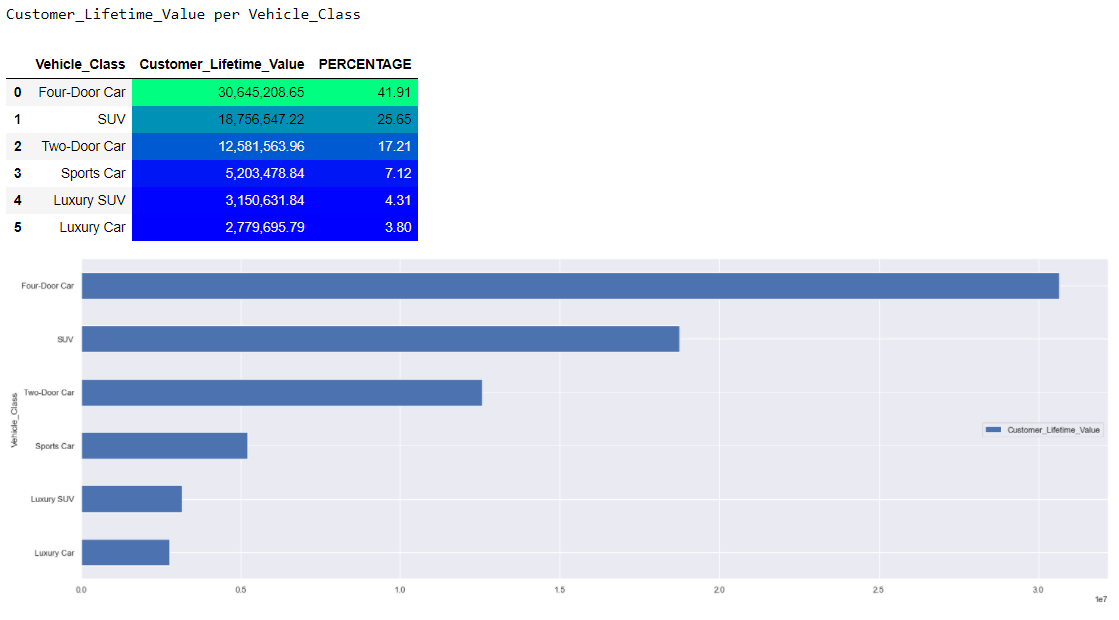 Customer_Lifetime_Value per Vehicle_Class
Vehicle_Class Customer_Lifetime_Value PERCENTAGE
0 Four-Door Car 30,645,208.65 41.91
1 SUV 18,756,547.22 25.65
2 Two-Door Car 12,581,563.96 17.21
3 Sports Car 5,203,478.84 7.12
4 Luxury SUV 3,150,631.84 4.31
5 Luxury Car 2,779,695.79 3.80
Four-Door Car
SUV
Two-Door Car
Sports Car
Luxury SUV
Luxury Car
Vehicle_Class
Customer_Lifetime_Value
0.0 0.5 1.0 1.5 2.0 2.5 3.0
1e7